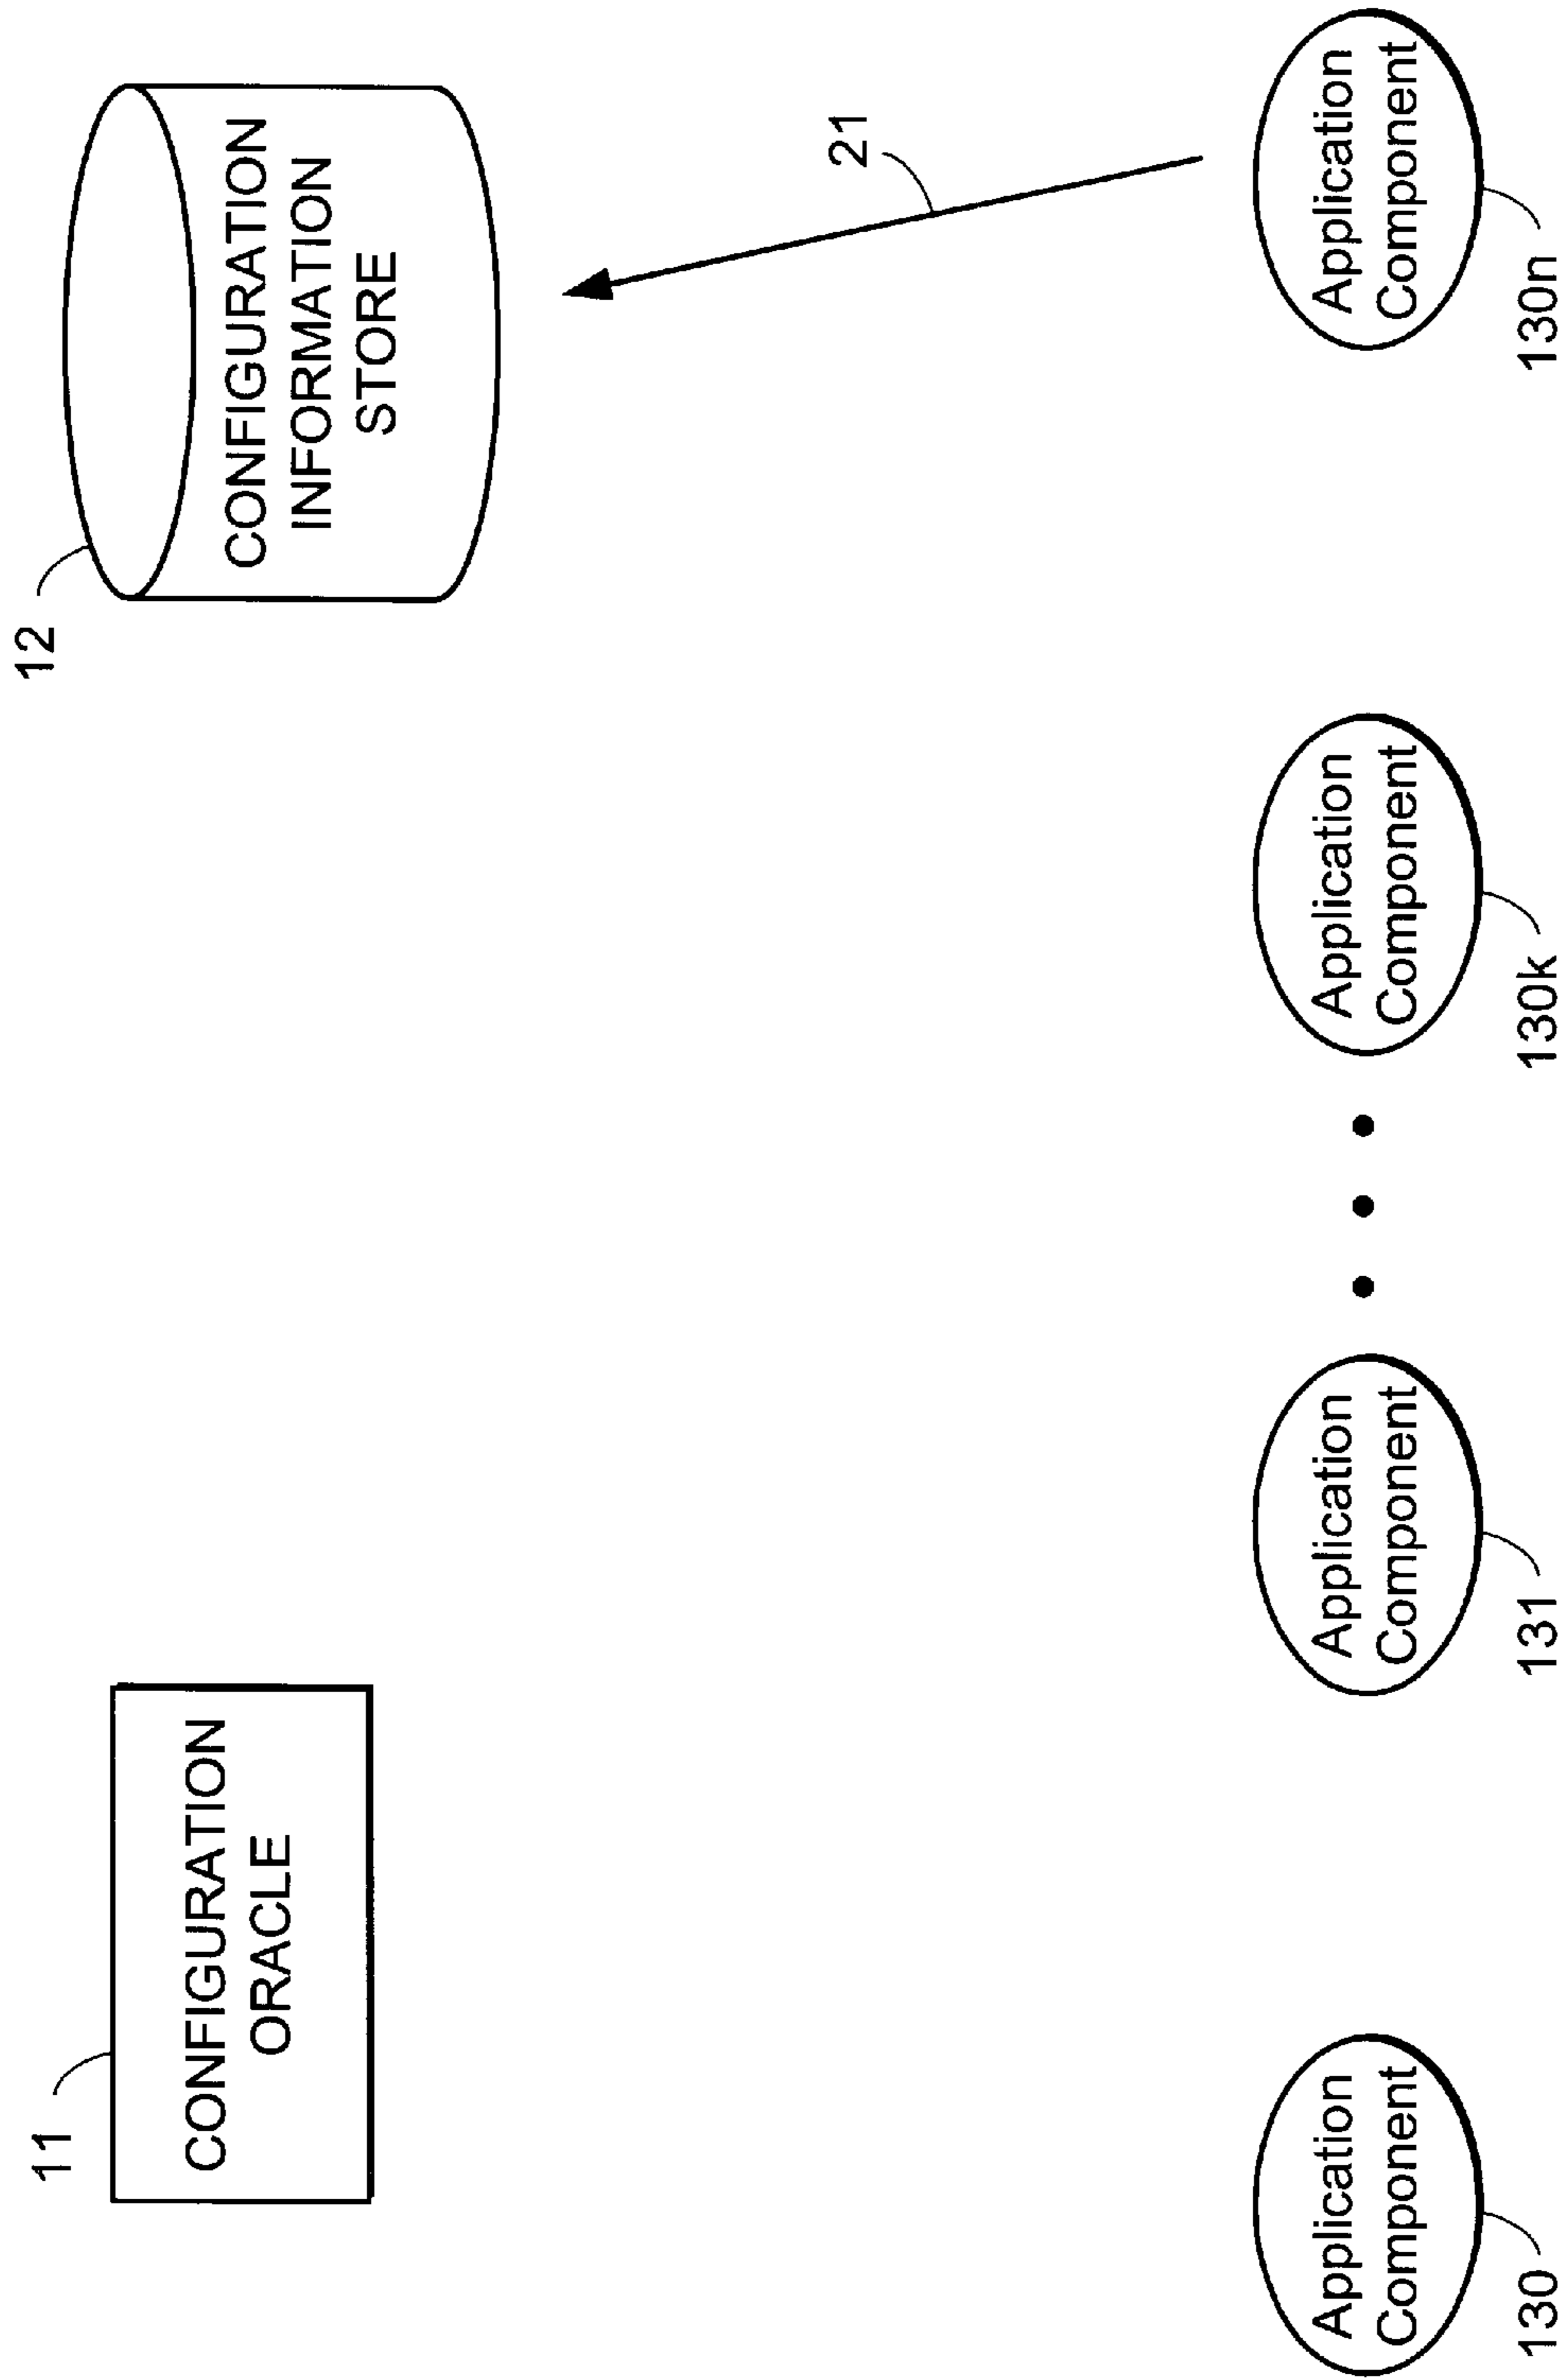 11
CONFIGURATION
ORACLE
12
CONFIGURATION
INFORMATION
STORE
21
Application
Component
130
Application
Component
131
Application
Component
130k
Application
Component
130n